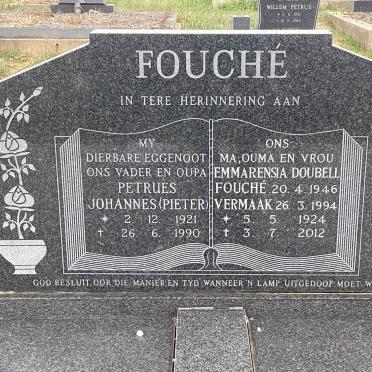 WILLEM PETRUS
FOUCHÉ
IN TERE HERINNERING AAN
MY
DIERBARE EGGENOOT
ONS VADER EN OUPA
PETRUES
JOHANNES (PIETER)
* 2. 12. 1921
† 26. 6. 1990
ONS
MA, OUMA EN VROU
EMMARENSIA DOUBELL
FOUCHÉ 20. 4. 1946
VERMAAK 26. 3. 1994
* 5. 5. 1924
† 3. 7. 2012
GOD BESLUIT OOR DIE MANIER EN TYD WANNEER 'N LAMP UITGEDOOF MOET